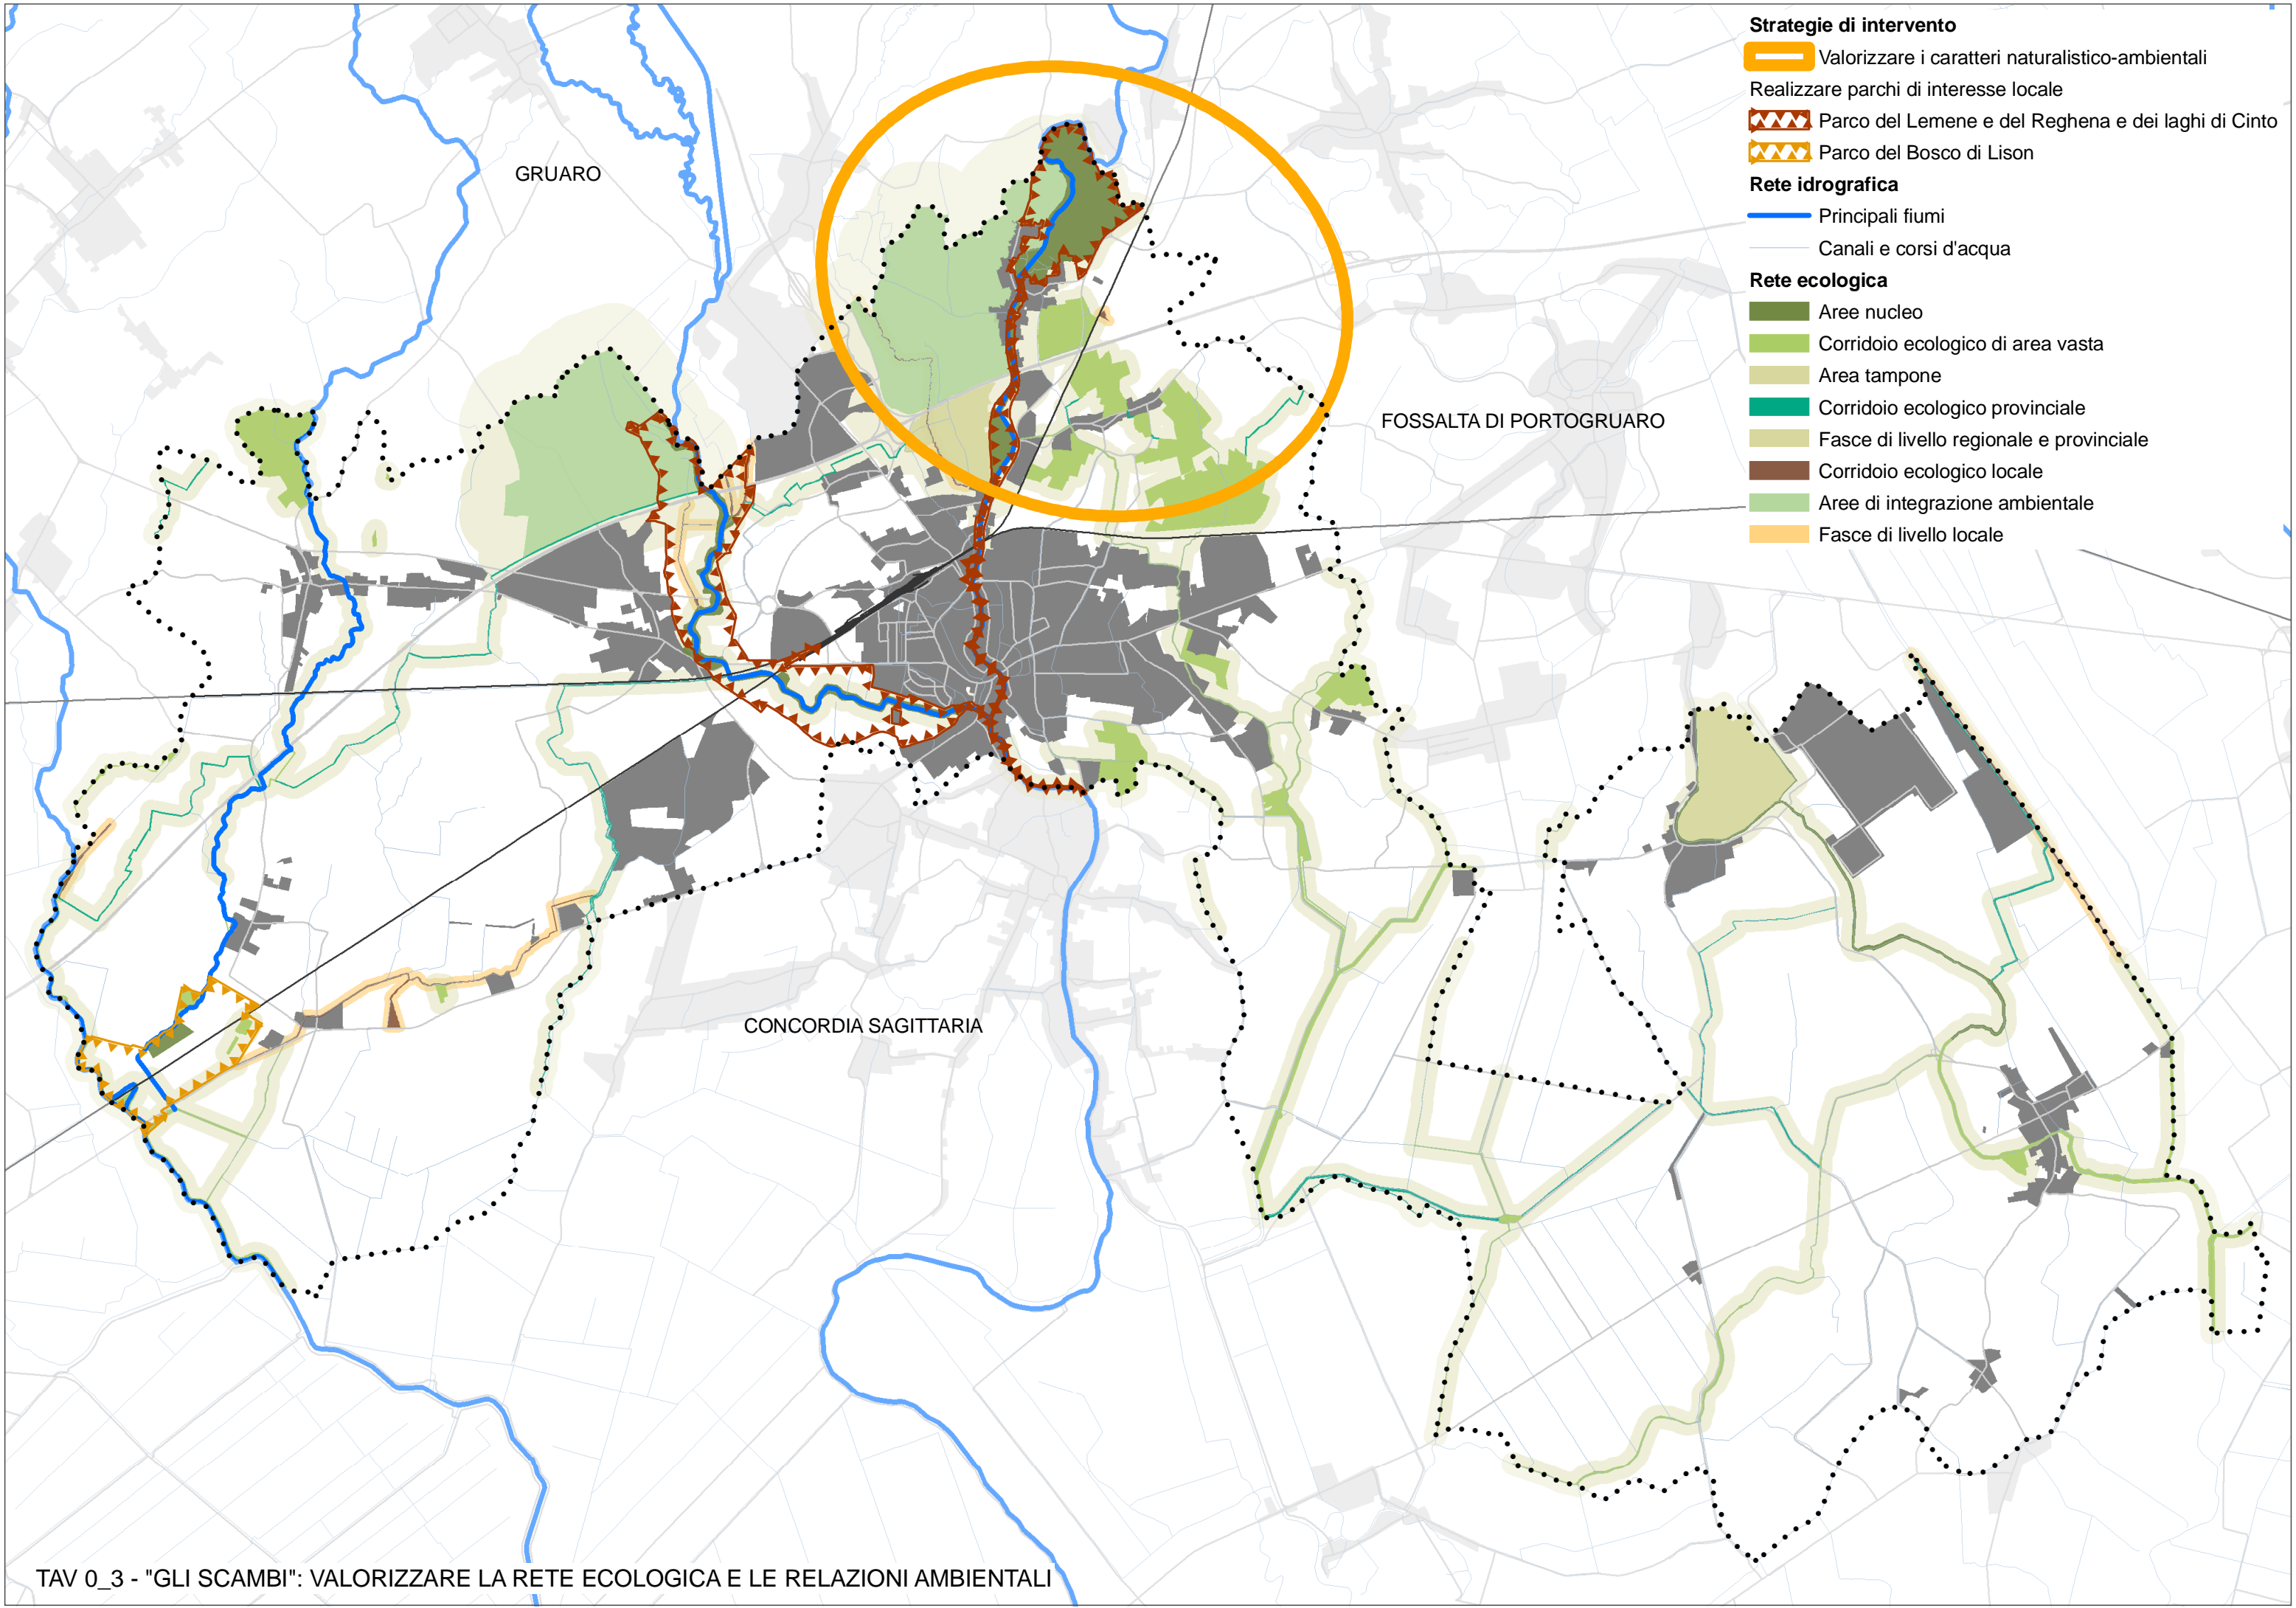 Strategie di intervento
Valorizzare i caratteri naturalistico-ambientali
Realizzare parchi di interesse locale
Parco del Lemene e del Reghena e dei laghi di Cinto
Parco del Bosco di Lison
Rete idrografica
Principali fiumi
Canali e corsi d'acqua
Rete ecologica
Aree nucleo
Corridoio ecologico di area vasta
Area tampone
Corridoio ecologico provinciale
Fasce di livello regionale e provinciale
Corridoio ecologico locale
Aree di integrazione ambientale
Fasce di livello locale
GRUARO
FOSSALTA DI PORTOGRUARO
CONCORDIA SAGITTARIA
TAV 0_3 - "GLI SCAMBI": VALORIZZARE LA RETE ECOLOGICA E LE RELAZIONI AMBIENTALI